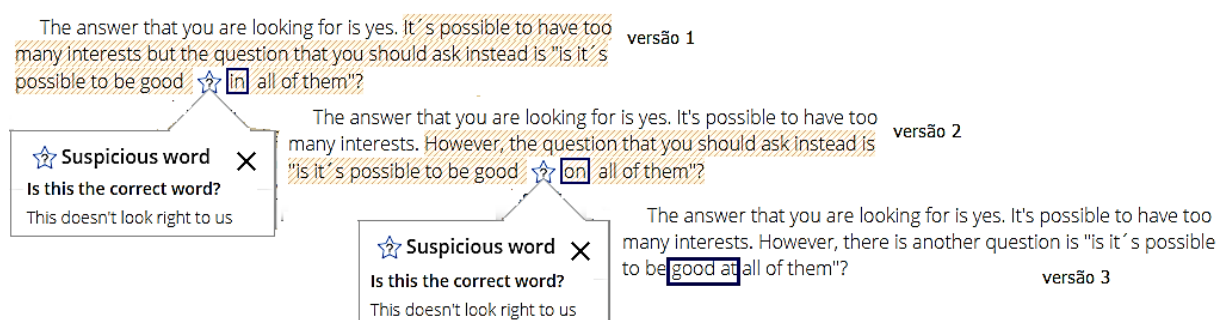 The answer that you are looking for is yes. It´s possible to have too
many interests but the question that you should ask instead is "is it´s
possible to be good in all of them"?
versão 1
Suspicious word
Is this the correct word?
This doesn't look right to us
The answer that you are looking for is yes. It's possible to have too
many interests. However, the question that you should ask instead is
"is it´s possible to be good on all of them"?
versão 2
Suspicious word
Is this the correct word?
This doesn't look right to us
The answer that you are looking for is yes. It's possible to have too
many interests. However, there is another question is "is it´s possible
to be good at all of them"?
versão 3